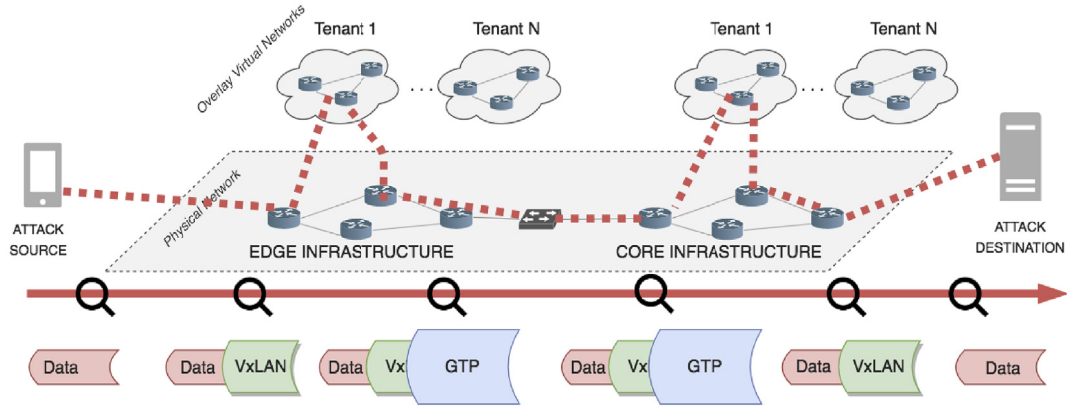 Overlay Virtual Networks
Tenant 1
Tenant N
Tenant 1
Tenant N
...
...
Physical Network
ATTACK
SOURCE
EDGE INFRASTRUCTURE
CORE INFRASTRUCTURE
ATTACK
DESTINATION
Data
Data
VxLAN
Data
Vx
GTP
Data
Vx
GTP
Data
VxLAN
Data